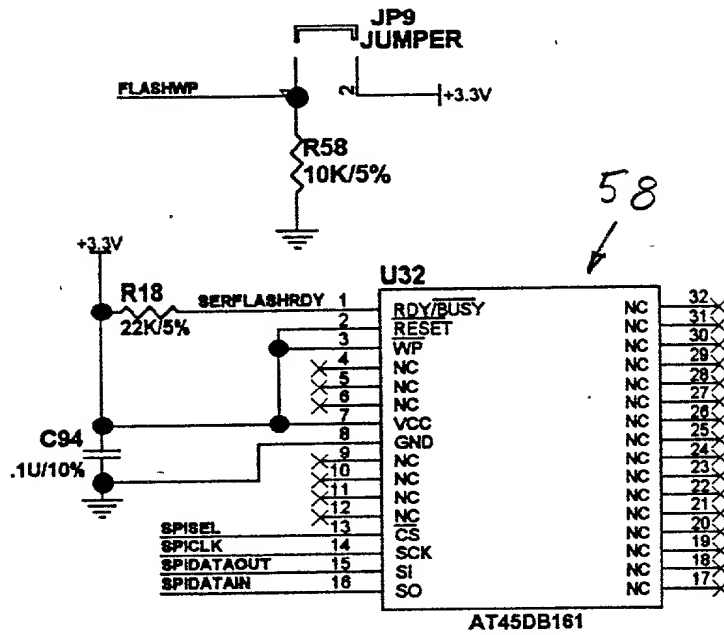 JP9
JUMPER
FLASHWP
2
+3.3V
R58
10K/5%
58
+3.3V
U32
R18
22K/5%
SERFLASHRDY
1 RDY/BUSY NC 32
2 RESET NC 31
3 WP NC 30
4 NC NC 29
5 NC NC 28
6 NC NC 27
7 VCC NC 26
8 GND NC 25
9 NC NC 24
10 NC NC 23
11 NC NC 22
12 NC NC 21
SPISEL 13 CS NC 20
SPICLK 14 SCK NC 19
SPIDATAOUT 15 SI NC 18
SPIDATAIN 16 SO NC 17
C94
.1U/10%
AT45DB161